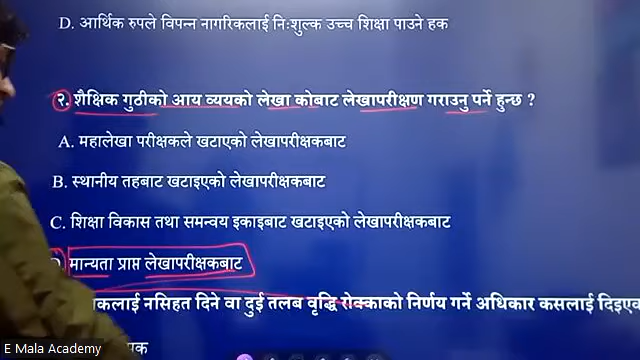 D. आर्थिक रुपले विपन्न नागरिकलाई निःशुल्क उच्च शिक्षा पाउने हक
२. शैक्षिक गुठीको आय व्ययको लेखा कोबाट लेखापरीक्षण गराउनु पर्ने हुन्छ ?
A. महालेखा परीक्षकले खटाएको लेखापरीक्षकबाट
B. स्थानीय तहबाट खटाइएको लेखापरीक्षकबाट
C. शिक्षा विकास तथा समन्वय इकाइबाट खटाइएको लेखापरीक्षकबाट
मान्यता प्राप्त लेखापरीक्षकबाट
नसिहत दिने वा दुई तलब वृद्धि रोक्काको निर्णय गर्ने अधिकार कसलाई
E Mala Academy